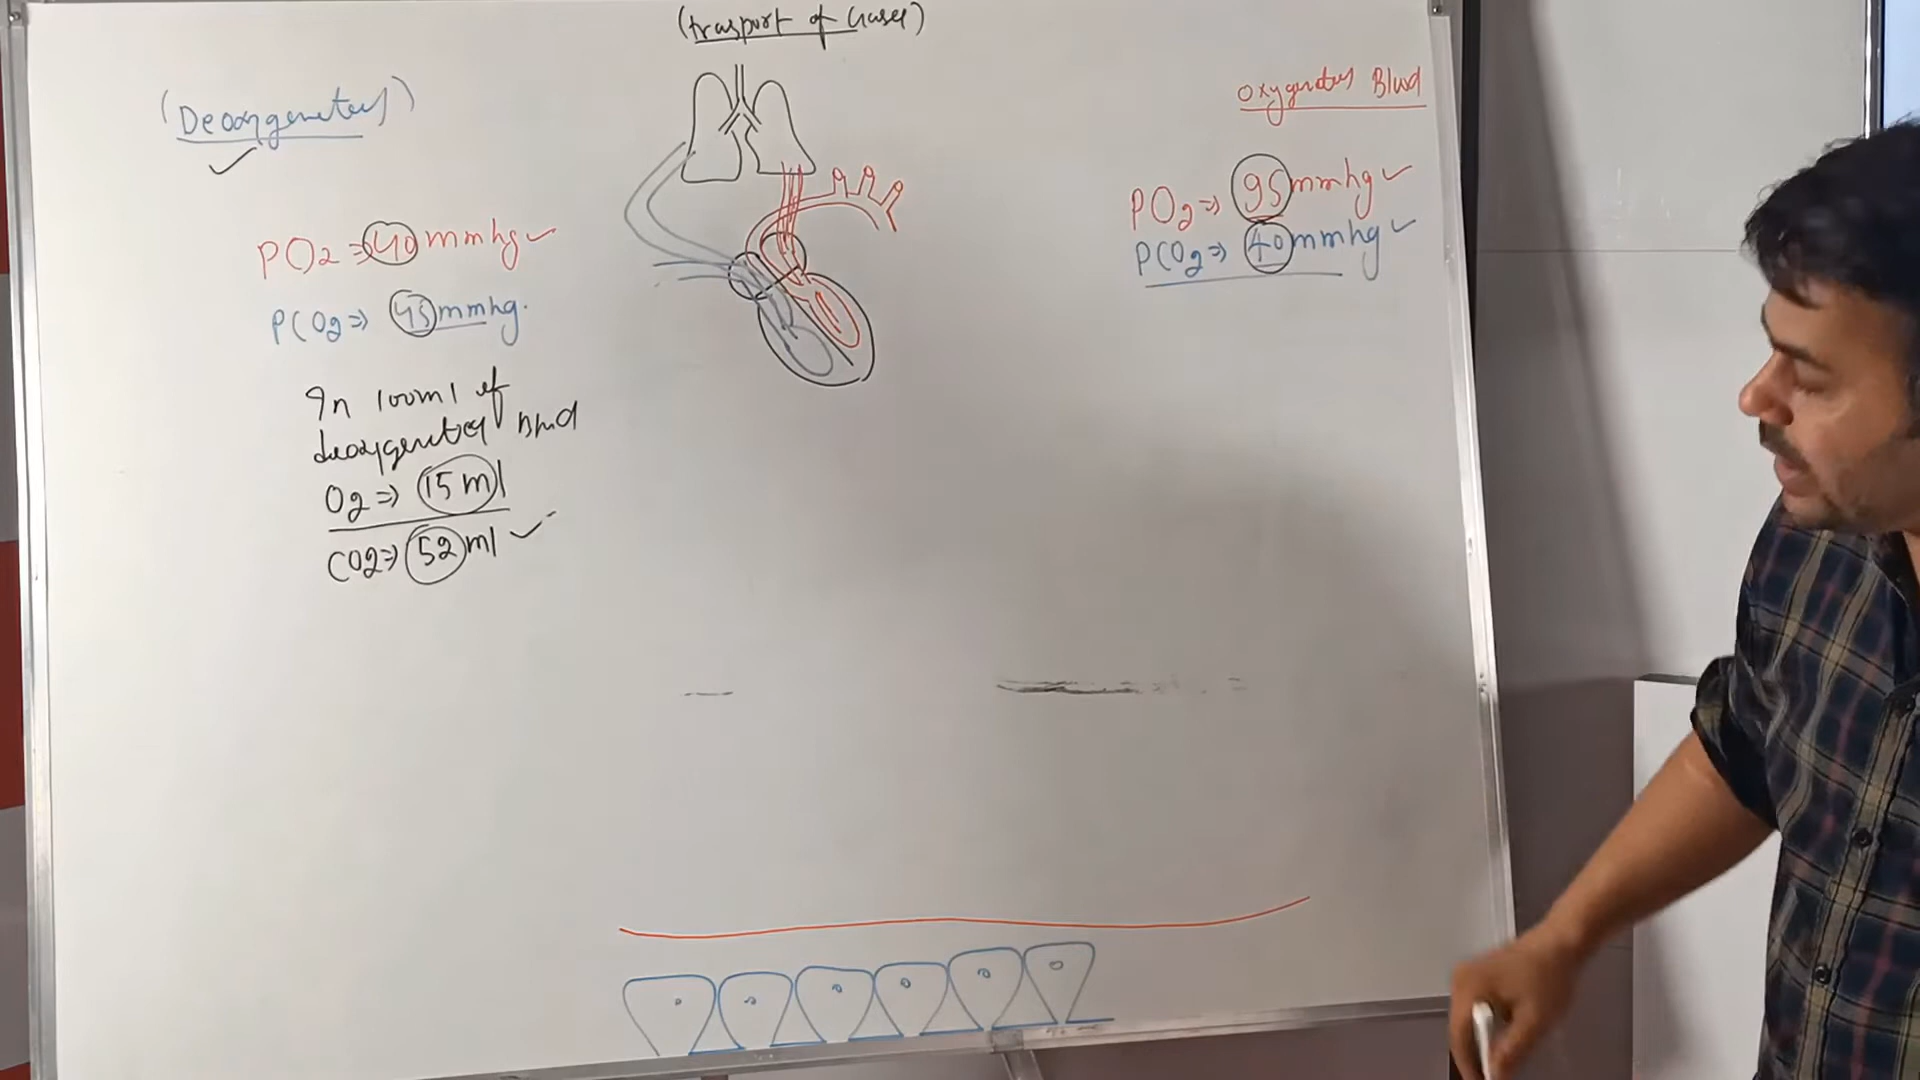 (trasport of Gases)
(Deoxygenated)
PO2 => 40 mmhg
PCO2 => 45 mmhg.
In 100ml of
deoxygenated Blood
O2 => 15 ml
CO2 => 52 ml
Oxygenated Blood
PO2 => 95 mmhg
PCO2 => 40 mmhg